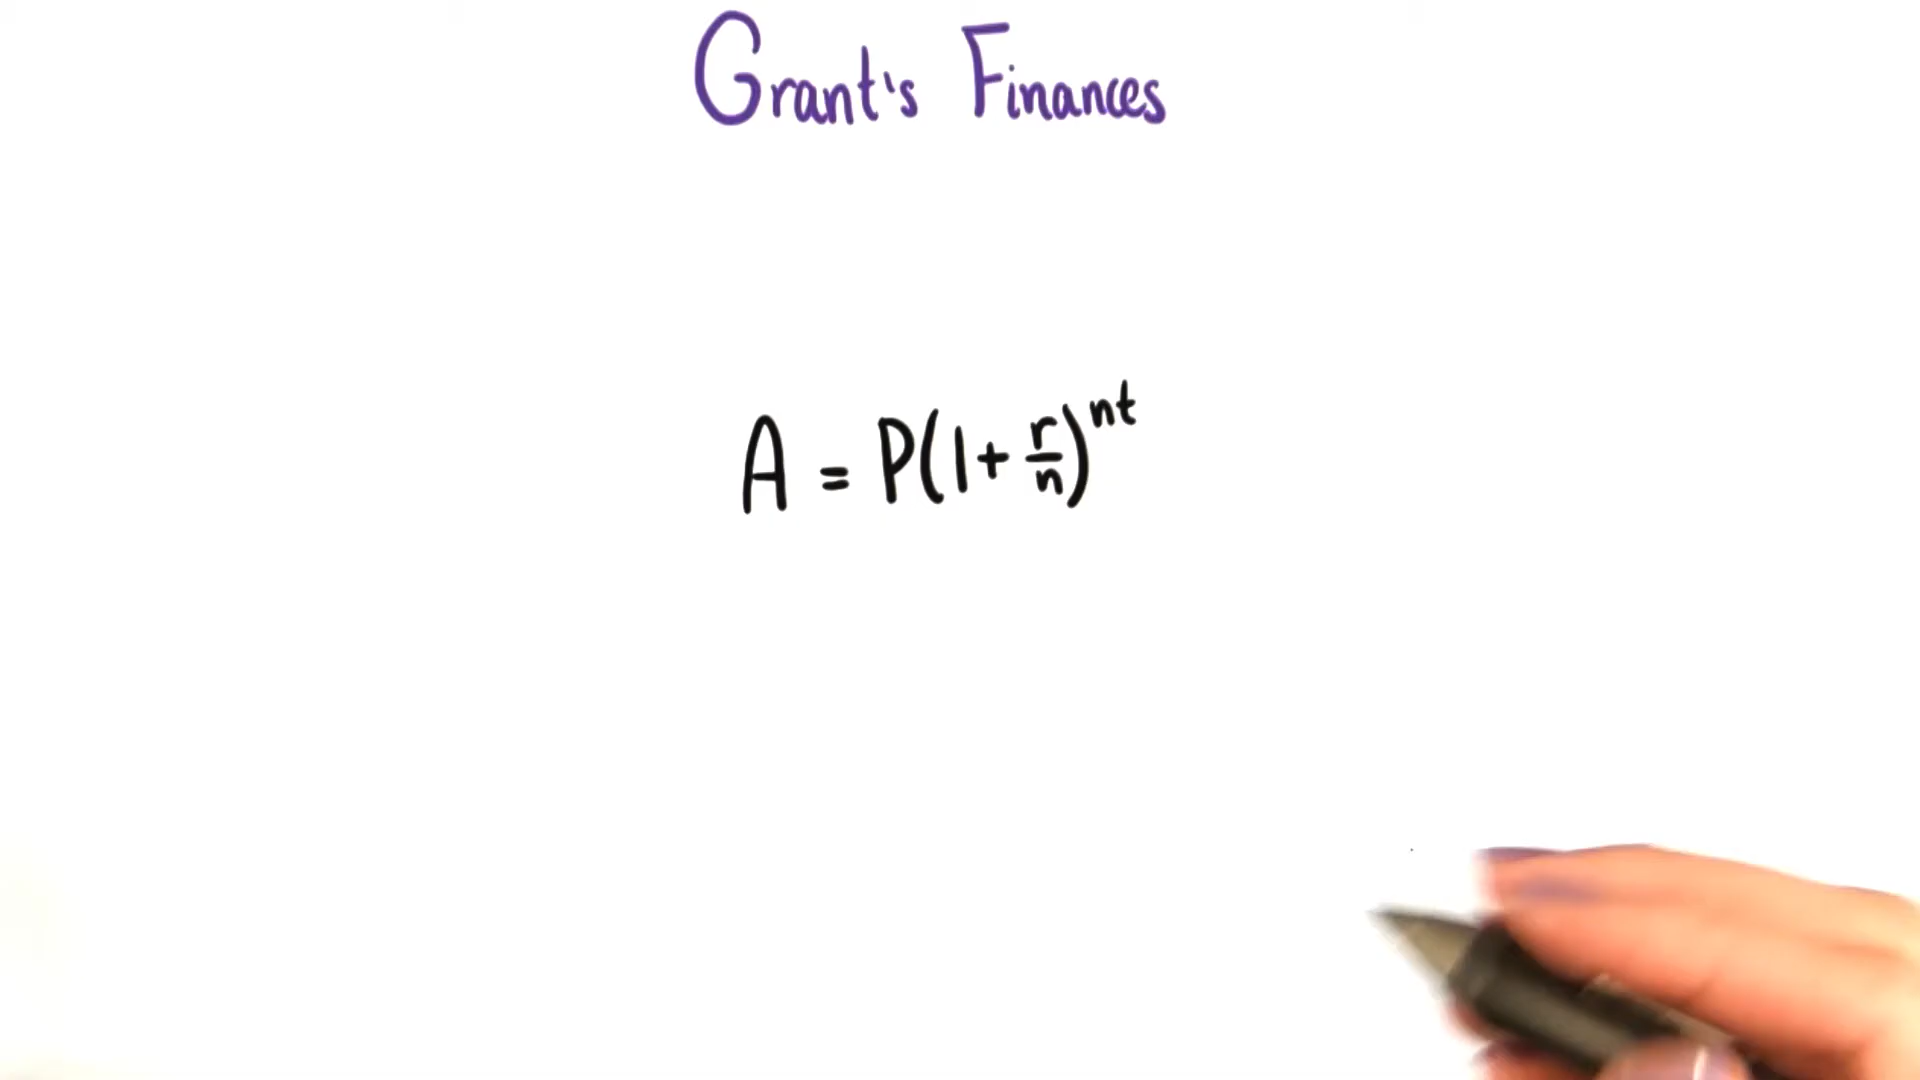 Grant's Finances
A = P(1 + r/n)^nt